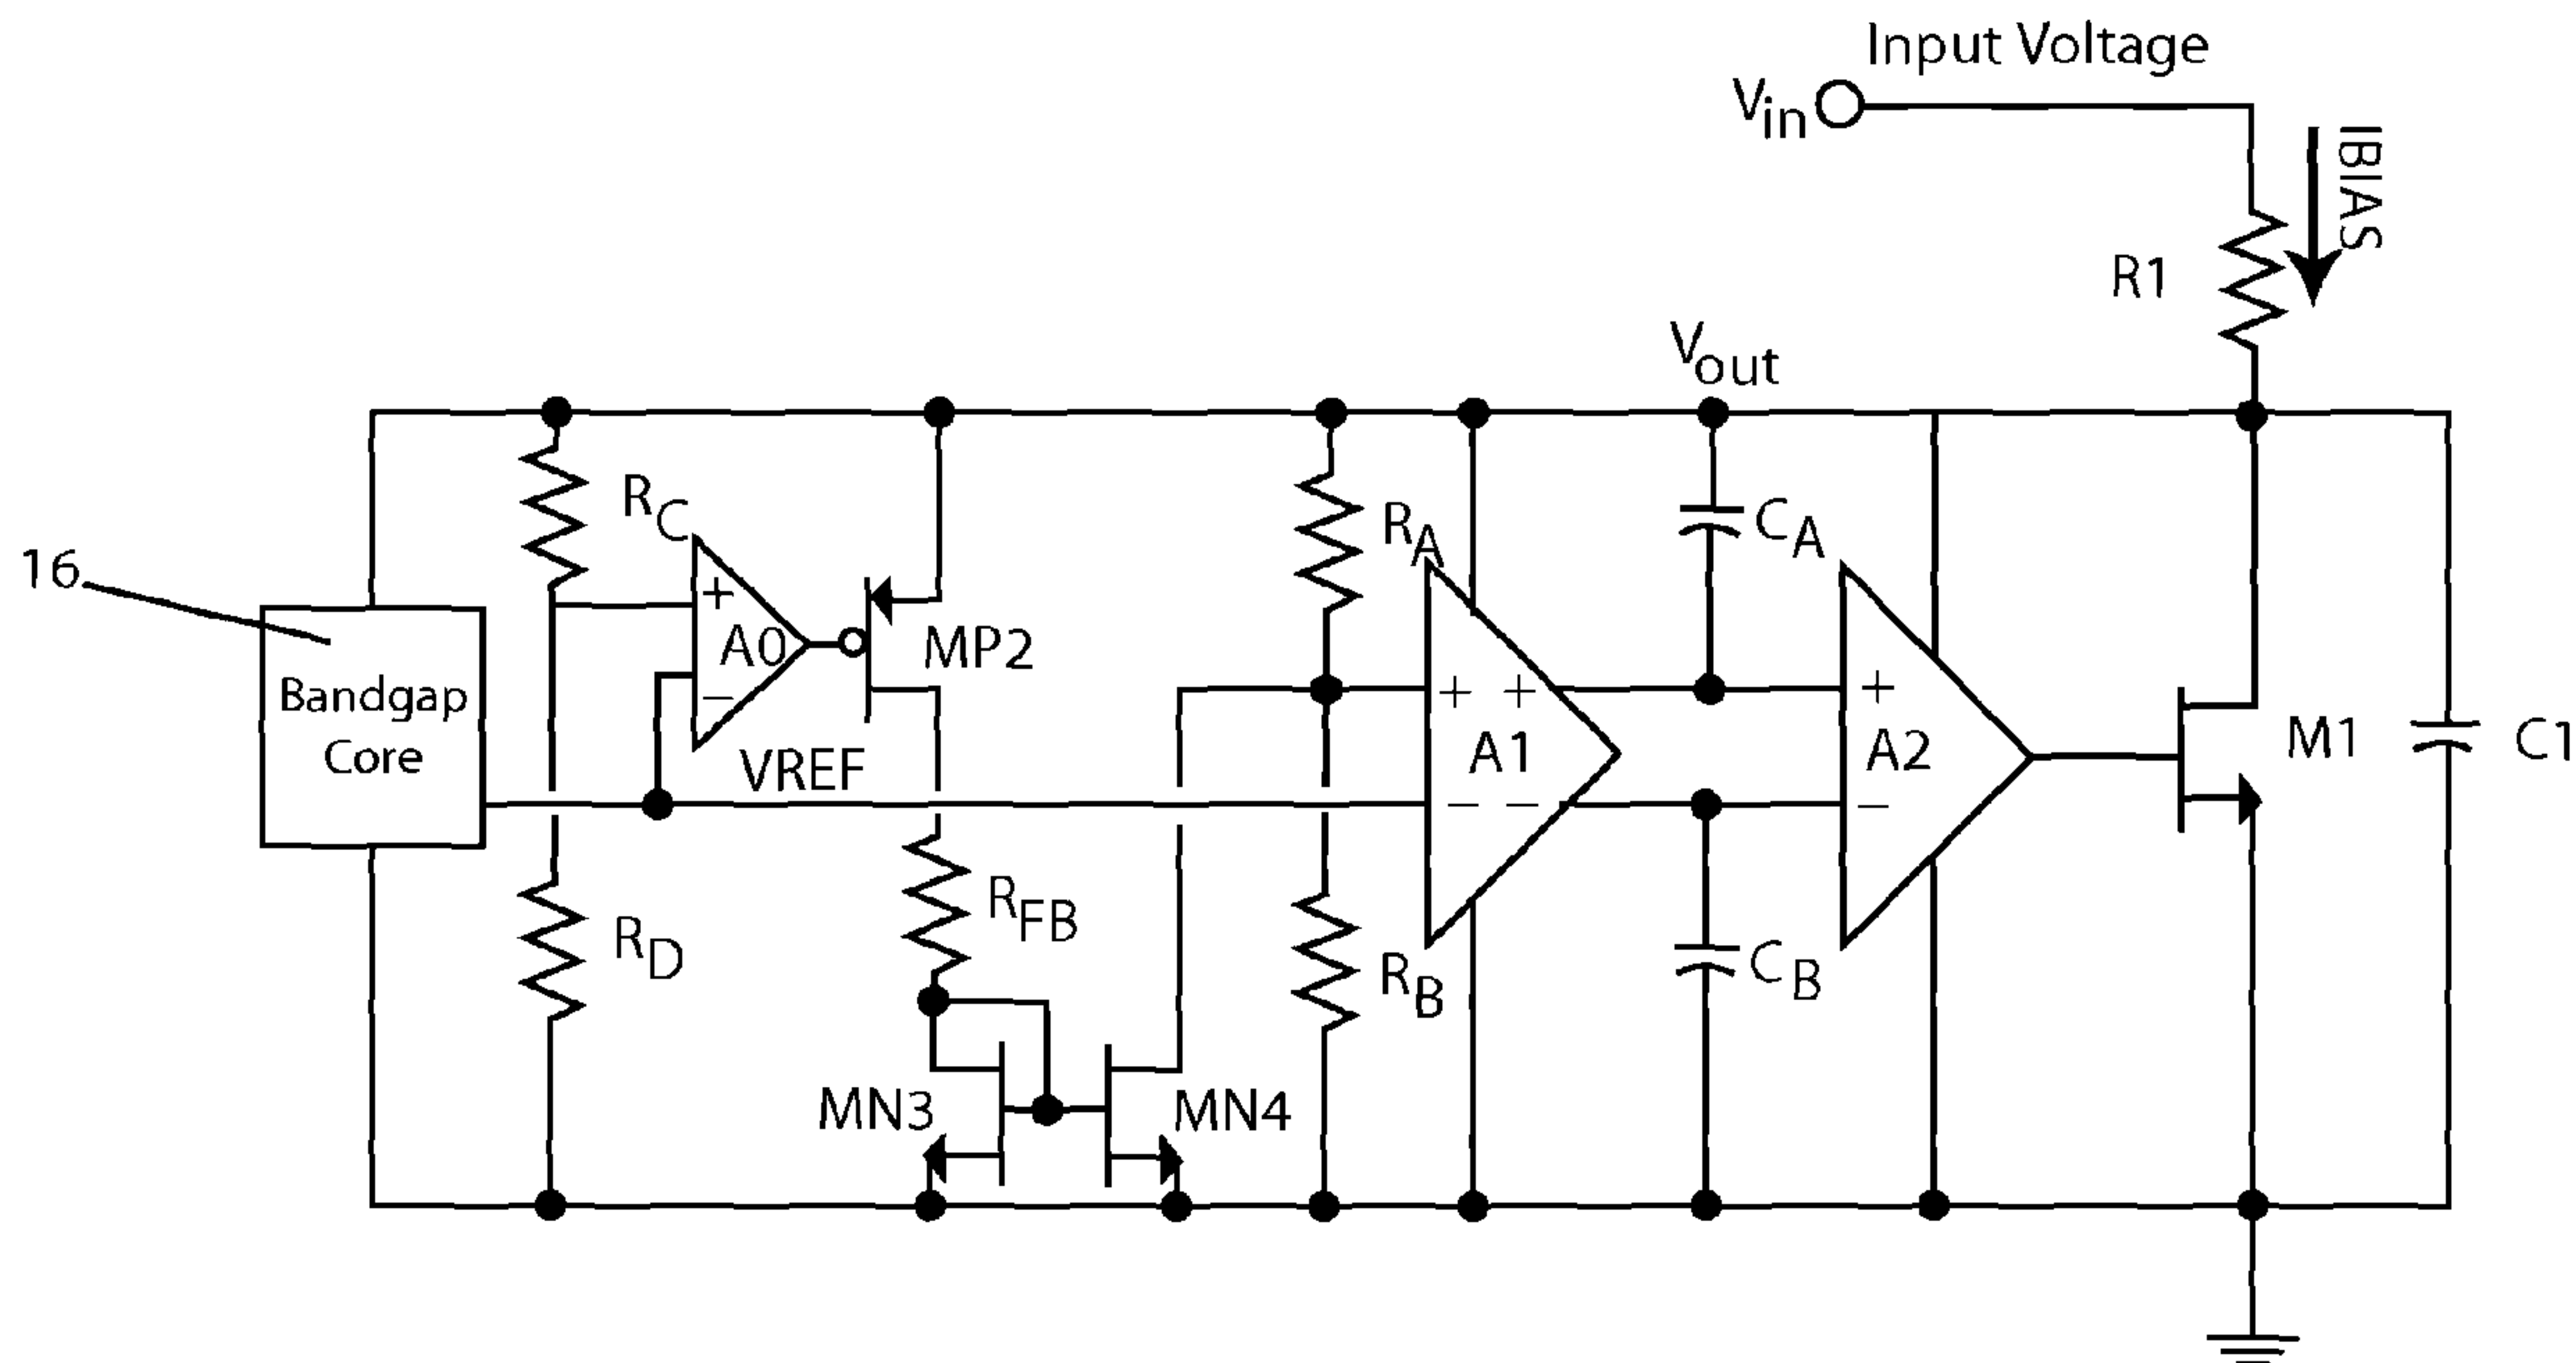 Input Voltage
Vin
IBIAS
R1
Vout
RC
RA
CA
16
+
A0
−
MP2
Bandgap
Core
VREF
+ +
A1
− −
+
A2
−
M1
C1
RFB
RD
RB
CB
MN3
MN4